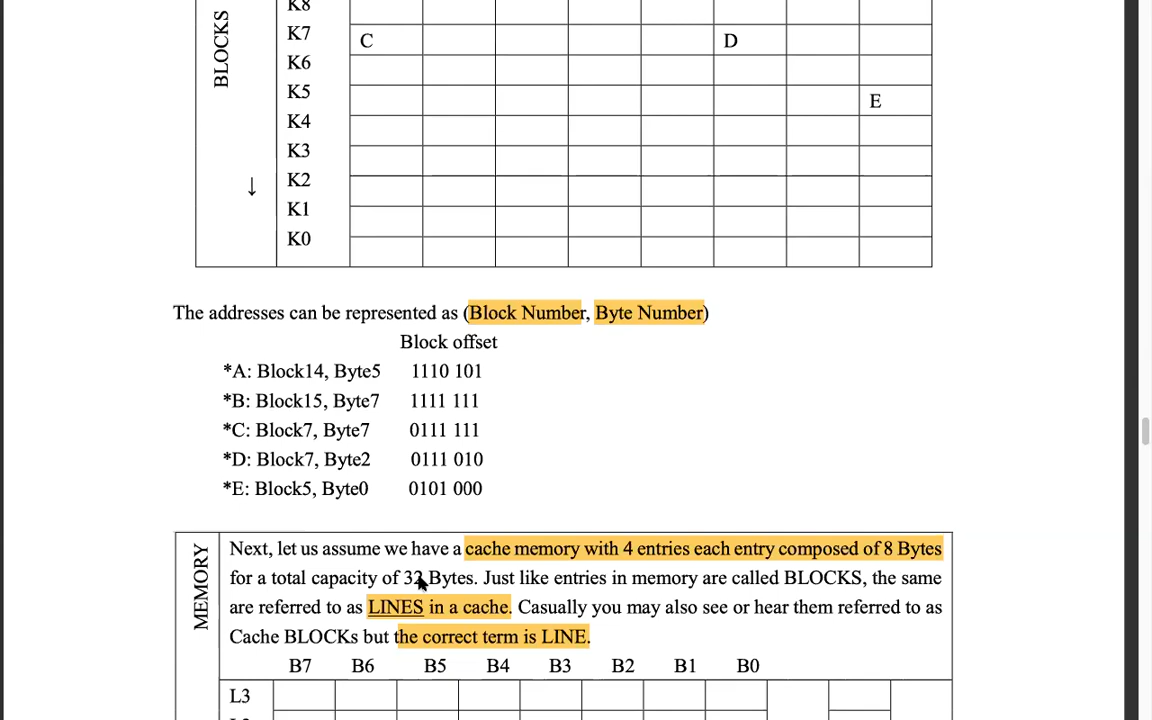 BLOCKS
K8
K7 C D
K6
K5 E
K4
K3
↓ K2
K1
K0
The addresses can be represented as (Block Number, Byte Number)
Block offset
*A: Block14, Byte5 1110 101
*B: Block15, Byte7 1111 111
*C: Block7, Byte7 0111 111
*D: Block7, Byte2 0111 010
*E: Block5, Byte0 0101 000
MEMORY
Next, let us assume we have a cache memory with 4 entries each entry composed of 8 Bytes
for a total capacity of 32 Bytes. Just like entries in memory are called BLOCKS, the same
are referred to as LINES in a cache. Casually you may also see or hear them referred to as
Cache BLOCKs but the correct term is LINE.
B7 B6 B5 B4 B3 B2 B1 B0
L3